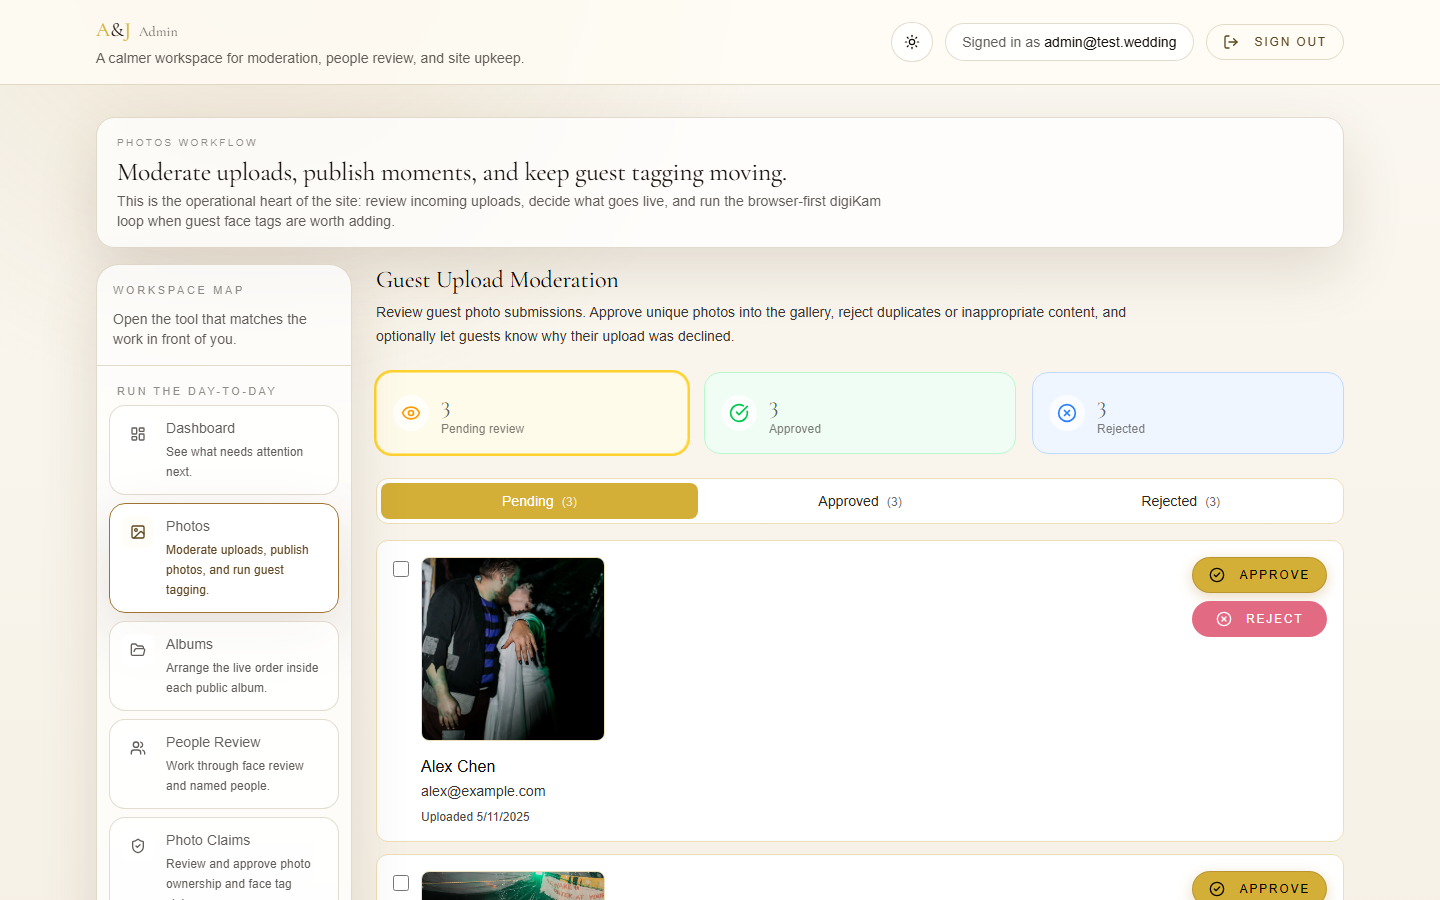 A&J Admin
A calmer workspace for moderation, people review, and site upkeep.
Signed in as admin@test.wedding
SIGN OUT
PHOTOS WORKFLOW
Moderate uploads, publish moments, and keep guest tagging moving.
This is the operational heart of the site: review incoming uploads, decide what goes live, and run the browser-first digiKam
loop when guest face tags are worth adding.
WORKSPACE MAP
Open the tool that matches the
work in front of you.
RUN THE DAY-TO-DAY
Dashboard
See what needs attention
next.
Photos
Moderate uploads, publish
photos, and run guest
tagging.
Albums
Arrange the live order inside
each public album.
People Review
Work through face review
and named people.
Photo Claims
Review and approve photo
ownership and face tag
Guest Upload Moderation
Review guest photo submissions. Approve unique photos into the gallery, reject duplicates or inappropriate content, and
optionally let guests know why their upload was declined.
3
Pending review
3
Approved
3
Rejected
Pending (3)
Approved (3)
Rejected (3)
APPROVE
REJECT
Alex Chen
alex@example.com
Uploaded 5/11/2025
APPROVE